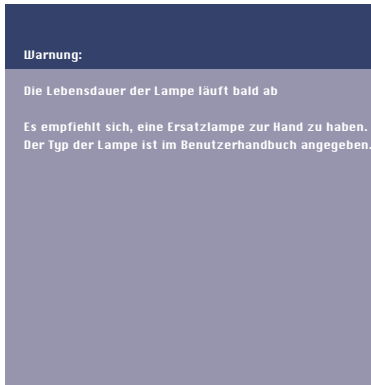 Warnung:
Die Lebensdauer der Lampe läuft bald ab
Es empfiehlt sich, eine Ersatzlampe zur Hand zu haben.
Der Typ der Lampe ist im Benutzerhandbuch angegeben.